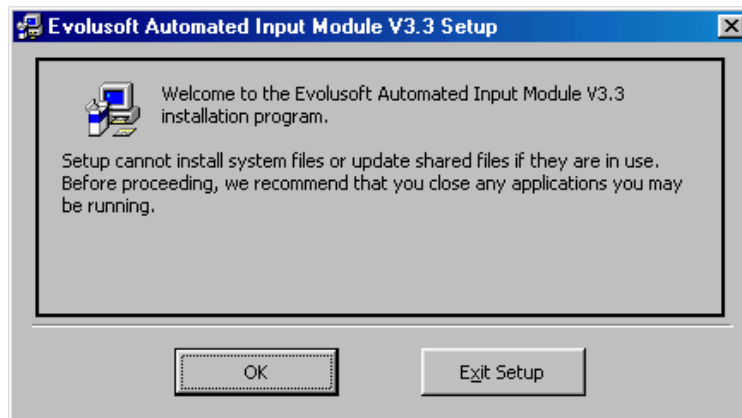 Evolusoft Automated Input Module V3.3 Setup
Welcome to the Evolusoft Automated Input Module V3.3
installation program.
Setup cannot install system files or update shared files if they are in use.
Before proceeding, we recommend that you close any applications you may
be running.
OK
Exit Setup